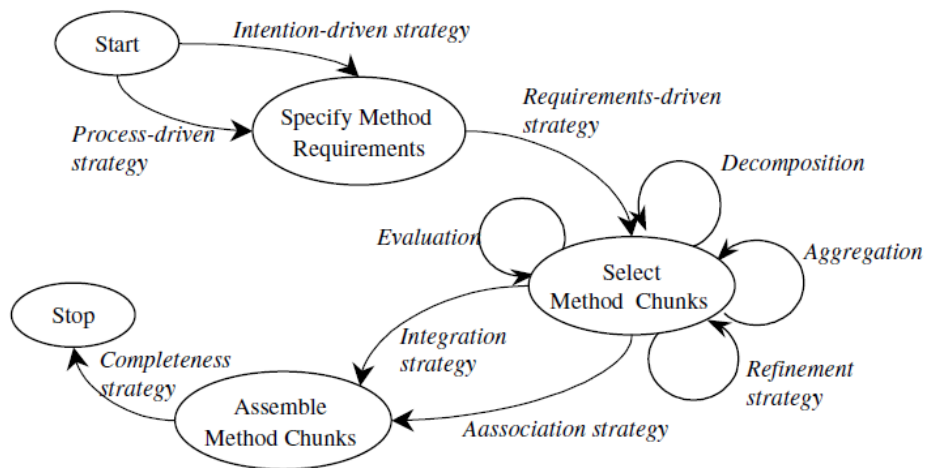 Start
Intention-driven strategy
Process-driven
strategy
Specify Method
Requirements
Requirements-driven
strategy
Decomposition
Evaluation
Aggregation
Select
Method Chunks
Stop
Integration
strategy
Completeness
strategy
Refinement
strategy
Assemble
Method Chunks
Aassociation strategy